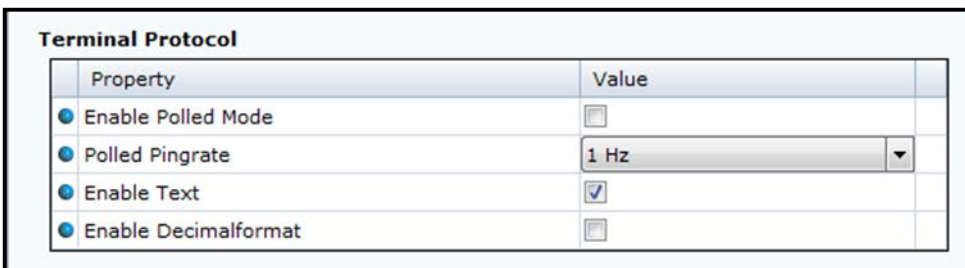 Terminal Protocol
Property Value
Enable Polled Mode
Polled Pingrate 1 Hz
Enable Text
Enable Decimalformat